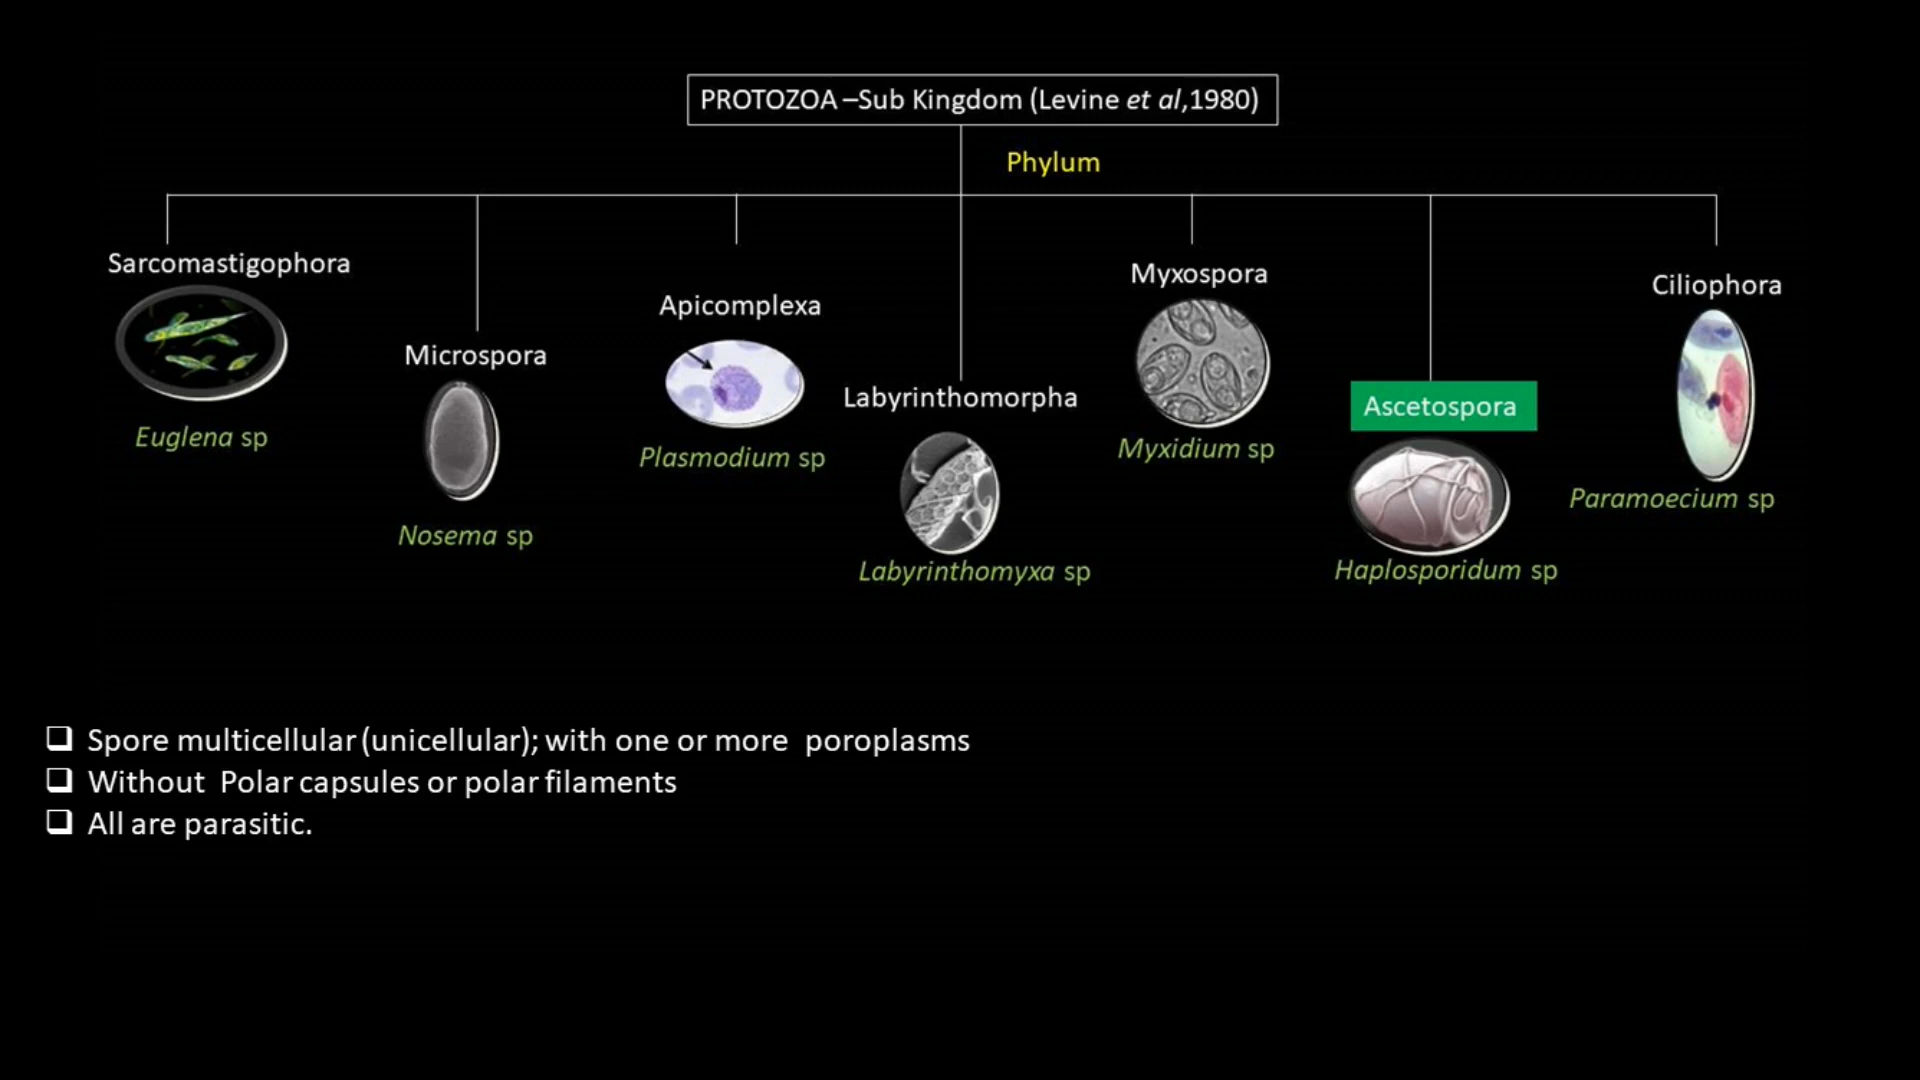 PROTOZOA –Sub Kingdom (Levine et al,1980)
Phylum
Sarcomastigophora
Euglena sp
Microspora
Nosema sp
Apicomplexa
Plasmodium sp
Labyrinthomorpha
Labyrinthomyxa sp
Myxospora
Myxidium sp
Ascetospora
Haplosporidum sp
Ciliophora
Paramoecium sp
❑ Spore multicellular (unicellular); with one or more poroplasms
❑ Without Polar capsules or polar filaments
❑ All are parasitic.